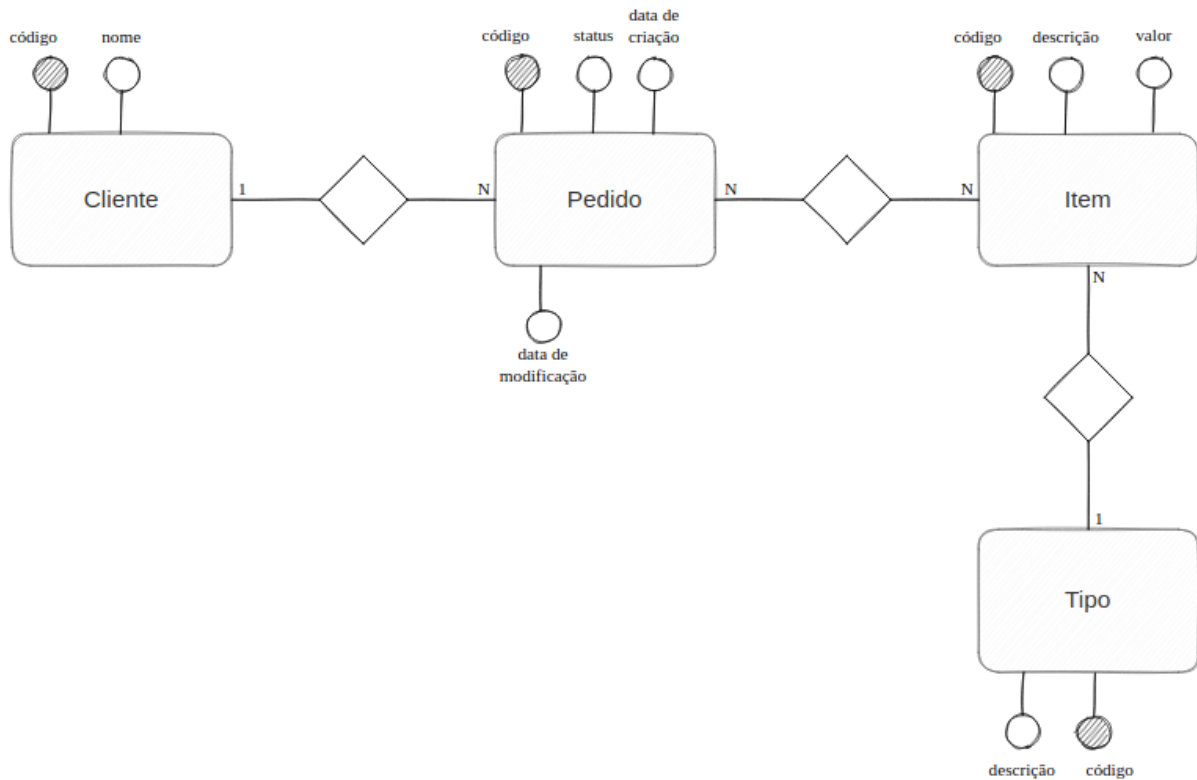 código
nome
código
status
data de
criação
código
descrição
valor
Cliente
1
N
Pedido
N
N
Item
data de
modificação
N
1
Tipo
descrição
código